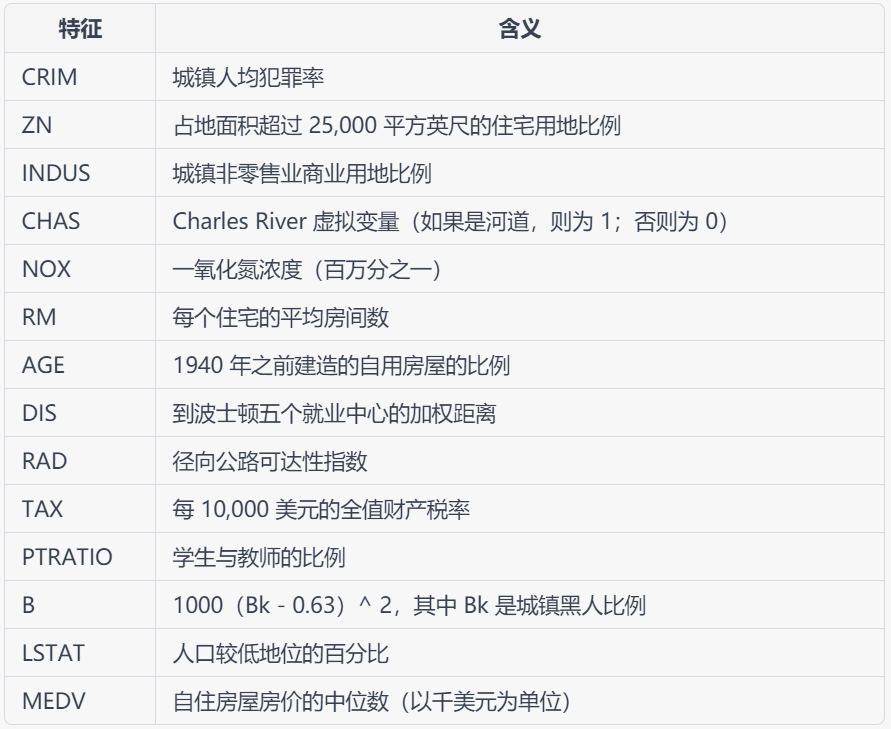 特征 含义
CRIM 城镇人均犯罪率
ZN 占地面积超过 25,000 平方英尺的住宅用地比例
INDUS 城镇非零售业商业用地比例
CHAS Charles River 虚拟变量（如果是河道，则为 1；否则为 0）
NOX 一氧化氮浓度（百万分之一）
RM 每个住宅的平均房间数
AGE 1940 年之前建造的自用房屋的比例
DIS 到波士顿五个就业中心的加权距离
RAD 径向公路可达性指数
TAX 每 10,000 美元的全值财产税率
PTRATIO 学生与教师的比例
B 1000（Bk - 0.63）^ 2，其中 Bk 是城镇黑人比例
LSTAT 人口较低地位的百分比
MEDV 自住房屋房价的中位数（以千美元为单位）